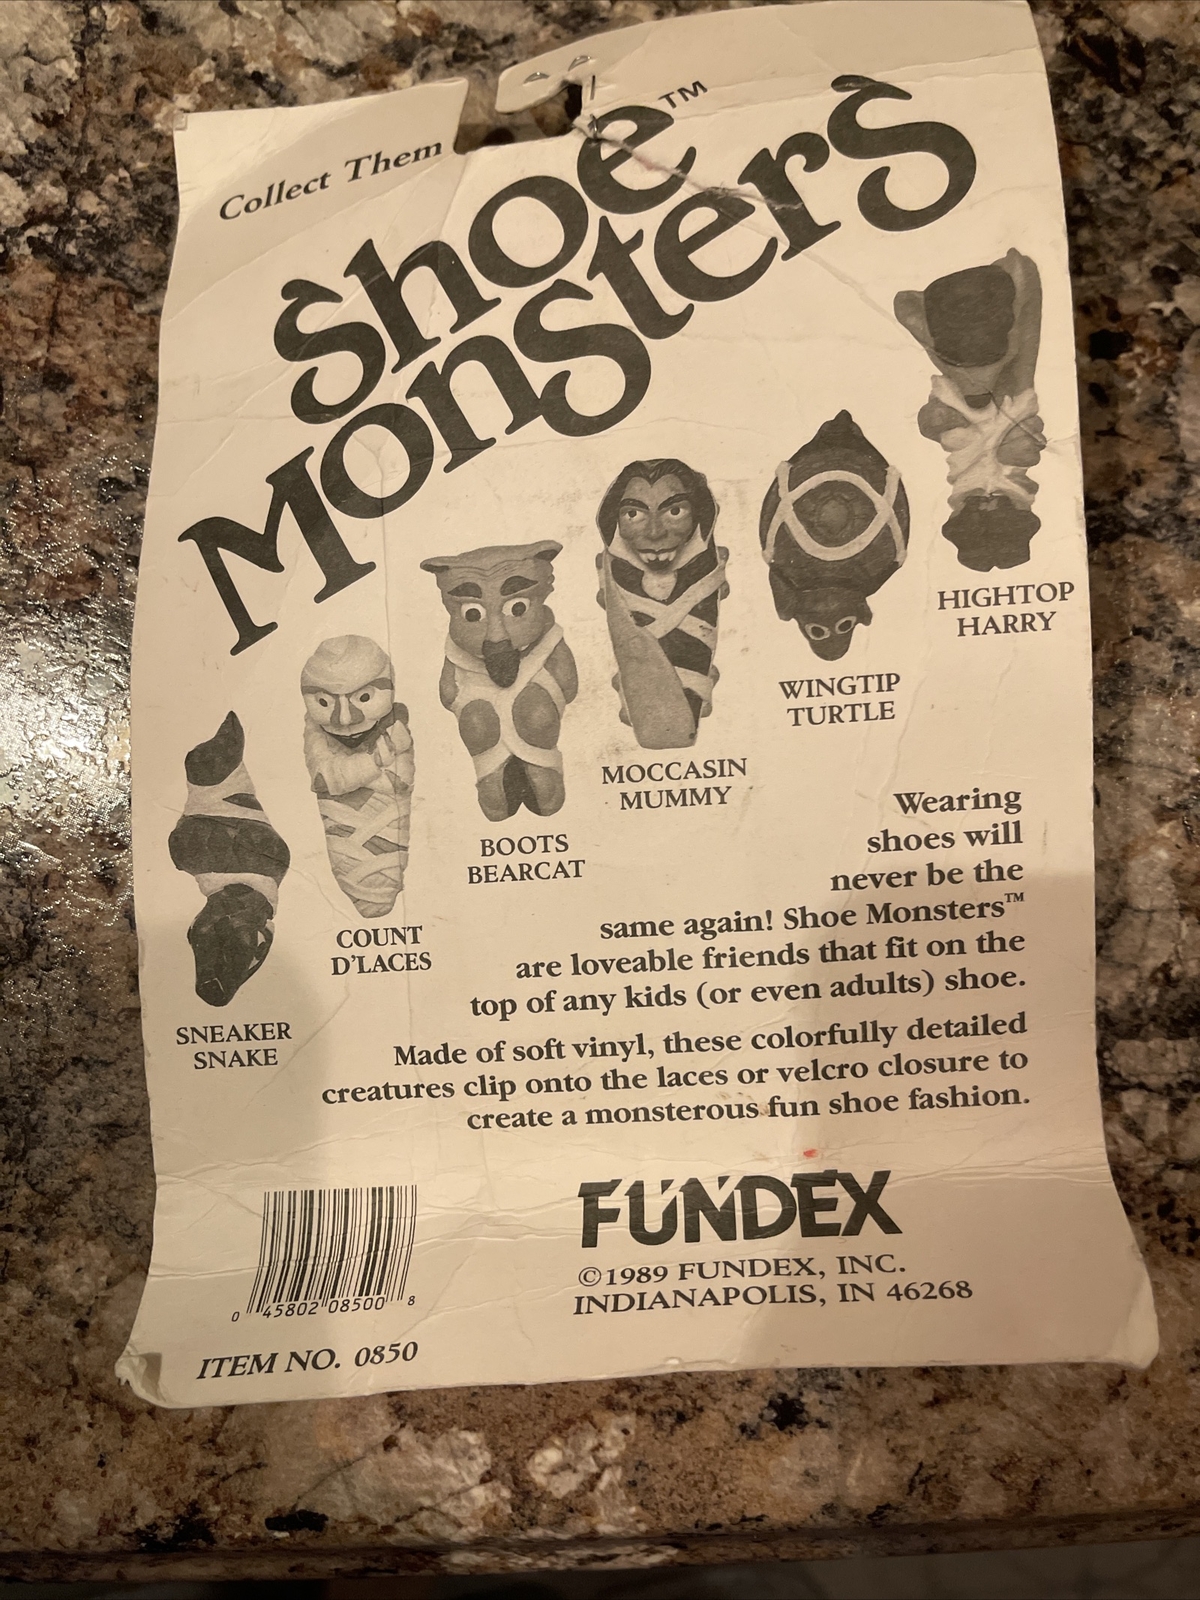 Collect Them
Shoe™
Monsters
HIGHTOP
HARRY
WINGTIP
TURTLE
MOCCASIN
MUMMY
BOOTS
BEARCAT
COUNT
D'LACES
SNEAKER
SNAKE
Wearing
shoes will
never be the
same again! Shoe Monsters™
are loveable friends that fit on the
top of any kids (or even adults) shoe.
Made of soft vinyl, these colorfully detailed
creatures clip onto the laces or velcro closure to
create a monsterous fun shoe fashion.
0 45802 08500 8
ITEM NO. 0850
FUNDEX
©1989 FUNDEX, INC.
INDIANAPOLIS, IN 46268